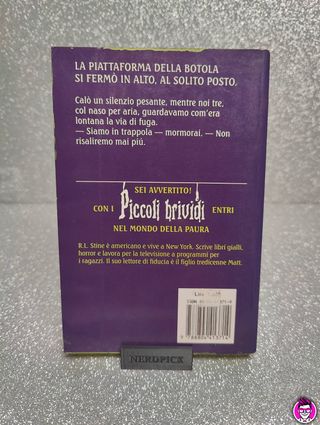 LA PIATTAFORMA DELLA BOTOLA
SI FERMÒ IN ALTO, AL SOLITO POSTO.
Calò un silenzio pesante, mentre noi tre,
col naso per aria, guardavamo com'era
lontana la via di fuga.
— Siamo in trappola — mormorai. — Non
risaliremo mai più.
SEI AVVERTITO!
CON I Piccoli brividi ENTRI
NEL MONDO DELLA PAURA
R.L. Stine è americano e vive a New York. Scrive libri gialli,
horror e lavora per la televisione a programmi per
i ragazzi. Il suo lettore di fiducia è il figlio tredicenne Matt.
9 788804 413714
NERDPICK